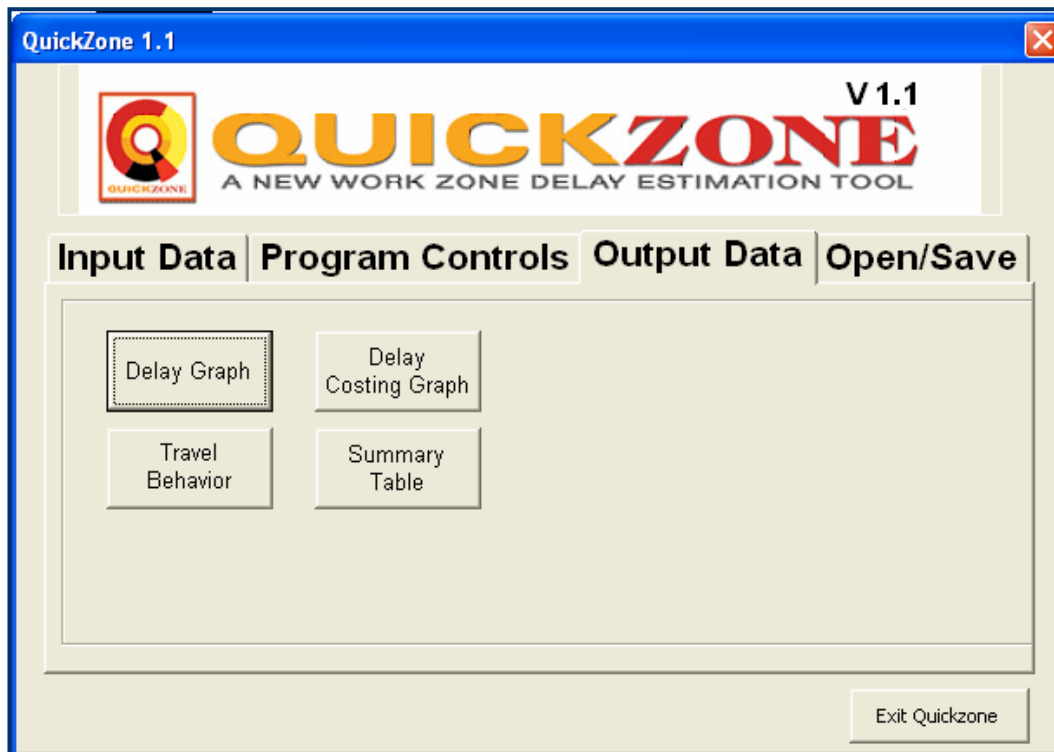 QuickZone 1.1
V 1.1
QUICKZONE
QUICKZONE
A NEW WORK ZONE DELAY ESTIMATION TOOL
Input Data Program Controls Output Data Open/Save
Delay Graph
Delay
Costing Graph
Travel
Behavior
Summary
Table
Exit Quickzone